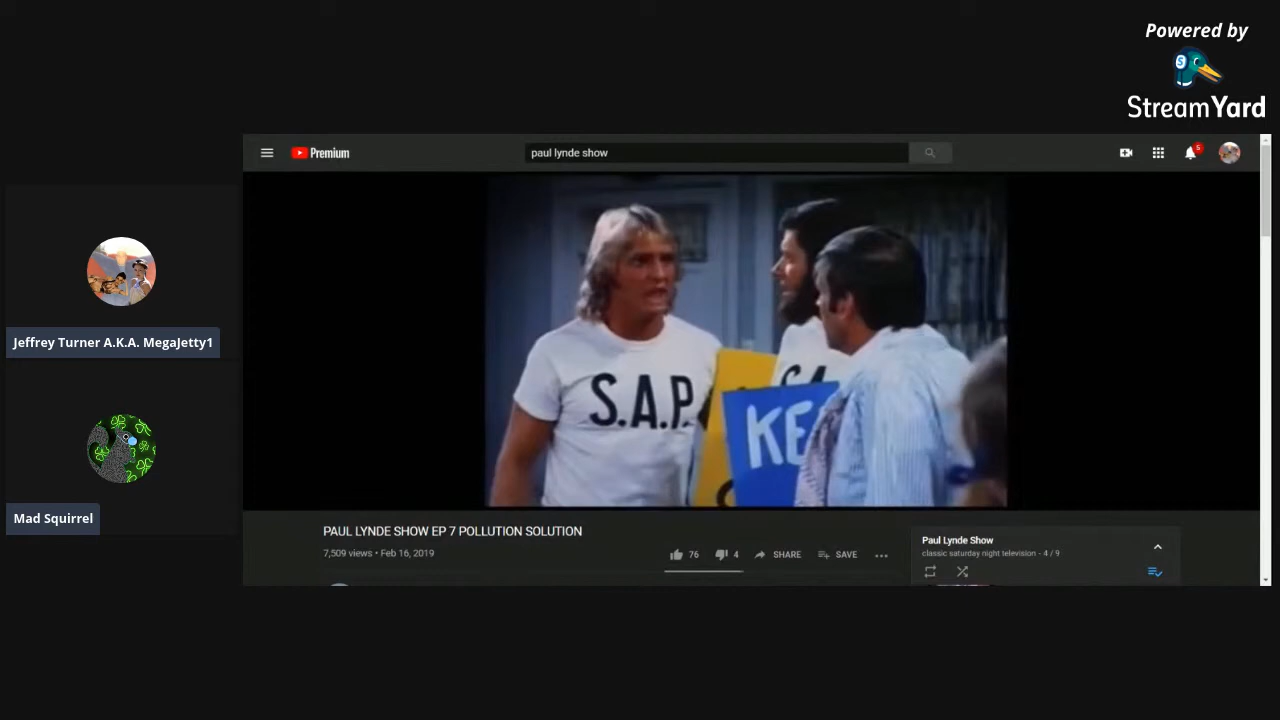 Powered by
StreamYard
Premium
paul lynde show
5
S.A.P.
SA
KE
Jeffrey Turner A.K.A. MegaJetty1
Mad Squirrel
PAUL LYNDE SHOW EP 7 POLLUTION SOLUTION
7,509 views • Feb 16, 2019
76
4
SHARE
SAVE
Paul Lynde Show
classic saturday night television - 4 / 9